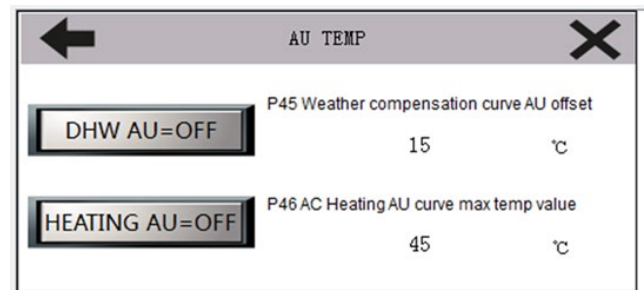 AU TEMP
DHW AU=OFF
P45 Weather compensation curve AU offset
15 ℃
HEATING AU=OFF
P46 AC Heating AU curve max temp value
45 ℃